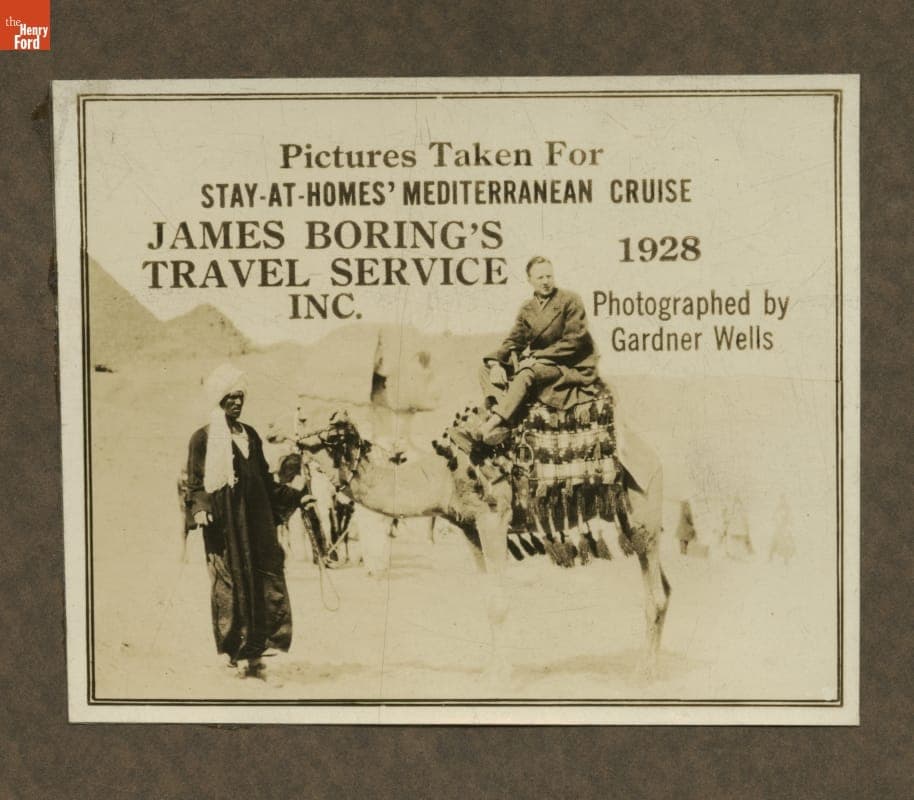 the
Henry
Ford
Pictures Taken For
STAY-AT-HOMES' MEDITERRANEAN CRUISE
JAMES BORING'S
TRAVEL SERVICE
INC.
1928
Photographed by
Gardner Wells